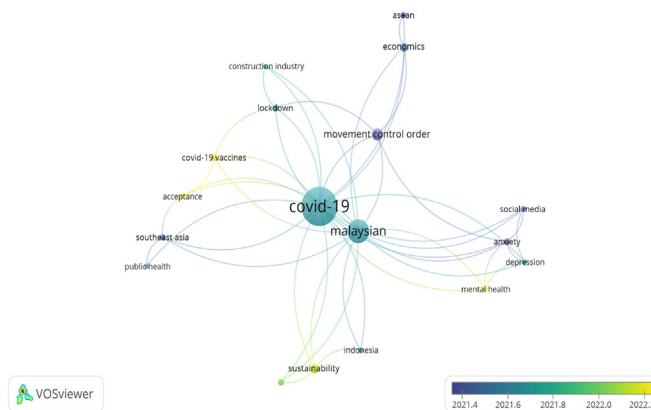 asean
economics
construction industry
lockdown
movement control order
covid-19 vaccines
acceptance
covid-19
malaysian
social media
southeast asia
anxiety
public health
depression
mental health
indonesia
sustainability
VOSviewer
2021.4 2021.6 2021.8 2022.0